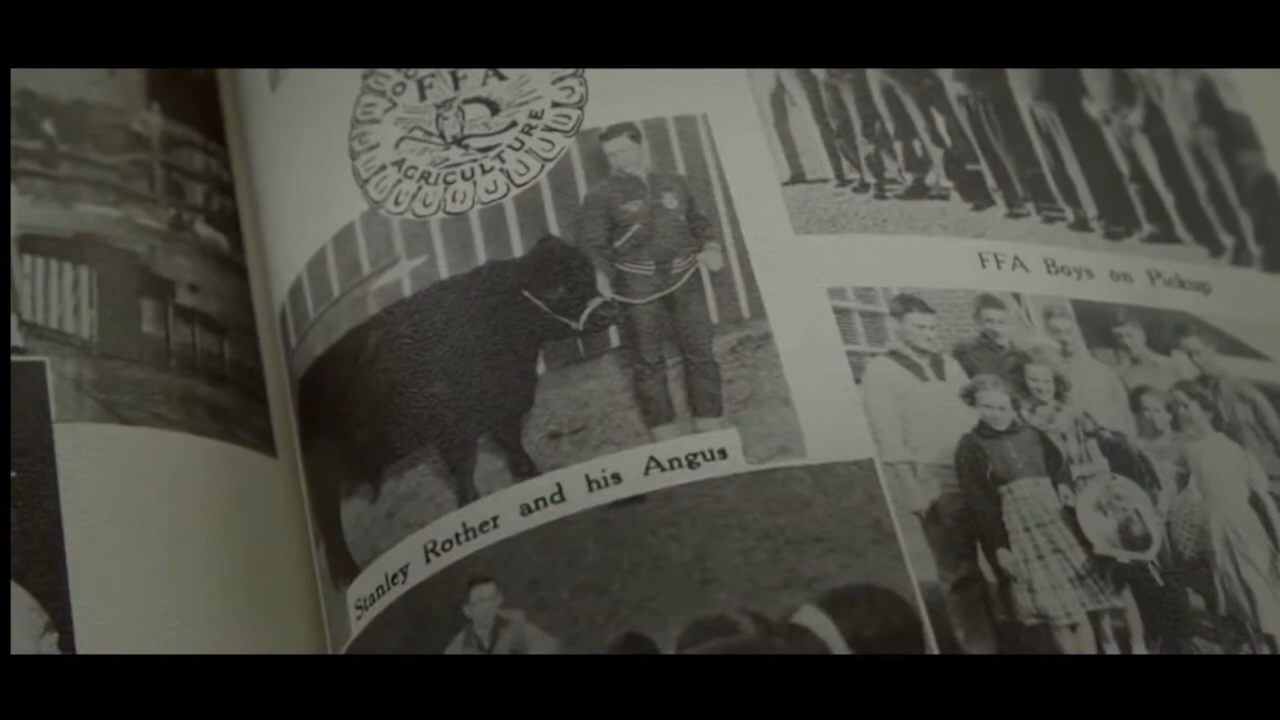 FFA
AGRICULTURE
Stanley Rother and his Angus
FFA Boys on Pickup